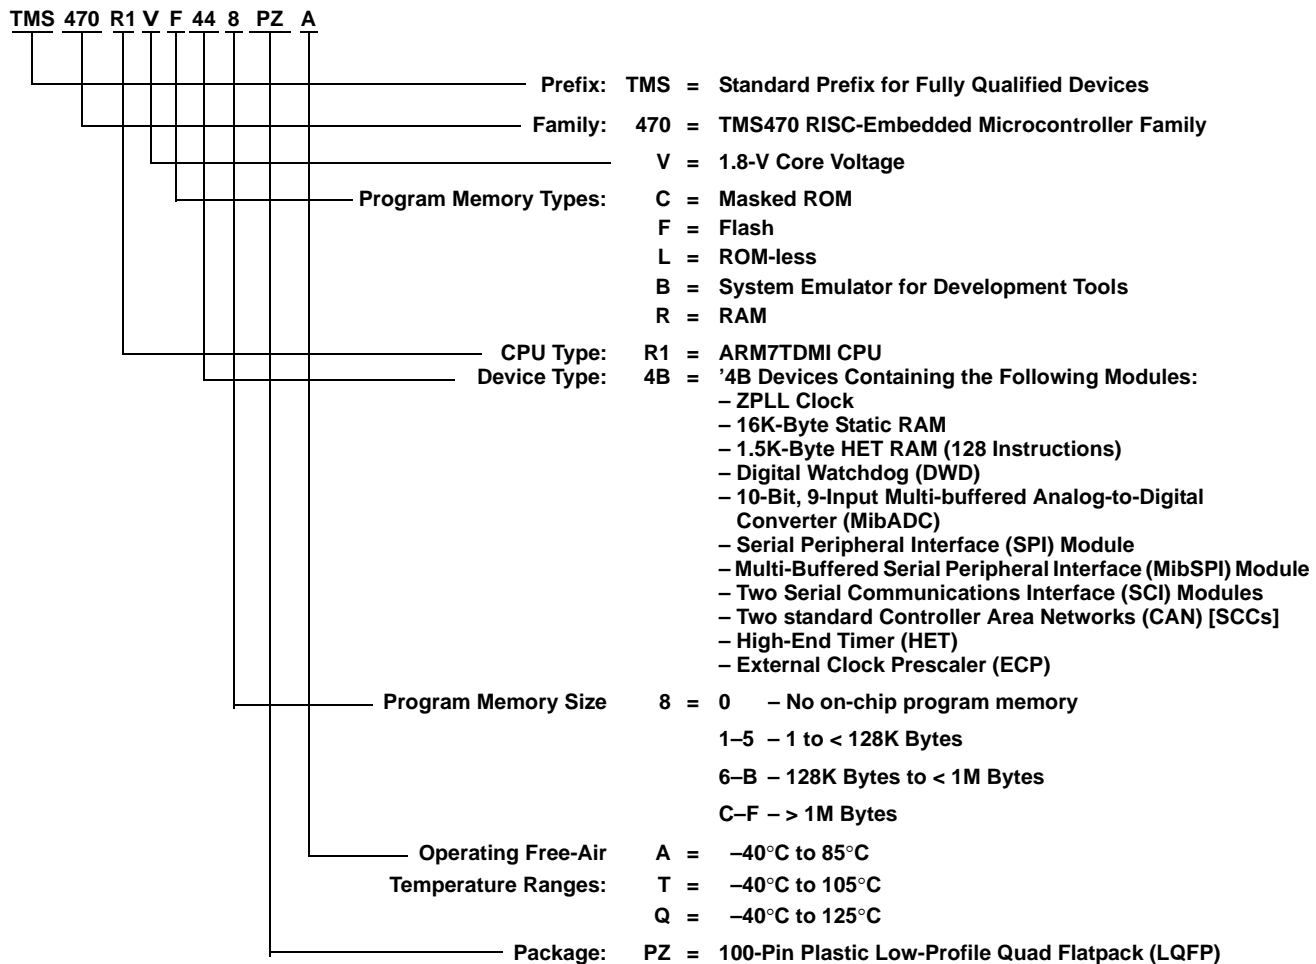 TMS 470 R1 V F 44 8 PZ A
Prefix: TMS = Standard Prefix for Fully Qualified Devices
Family: 470 = TMS470 RISC-Embedded Microcontroller Family
V = 1.8-V Core Voltage
Program Memory Types: C = Masked ROM
F = Flash
L = ROM-less
B = System Emulator for Development Tools
R = RAM
CPU Type: R1 = ARM7TDMI CPU
Device Type: 4B = ’4B Devices Containing the Following Modules:
– ZPLL Clock
– 16K-Byte Static RAM
– 1.5K-Byte HET RAM (128 Instructions)
– Digital Watchdog (DWD)
– 10-Bit, 9-Input Multi-buffered Analog-to-Digital
Converter (MibADC)
– Serial Peripheral Interface (SPI) Module
– Multi-Buffered Serial Peripheral Interface (MibSPI) Module
– Two Serial Communications Interface (SCI) Modules
– Two standard Controller Area Networks (CAN) [SCCs]
– High-End Timer (HET)
– External Clock Prescaler (ECP)
Program Memory Size 8 = 0 – No on-chip program memory
1–5 – 1 to < 128K Bytes
6–B – 128K Bytes to < 1M Bytes
C–F – > 1M Bytes
Operating Free-Air A = –40°C to 85°C
Temperature Ranges: T = –40°C to 105°C
Q = –40°C to 125°C
Package: PZ = 100-Pin Plastic Low-Profile Quad Flatpack (LQFP)